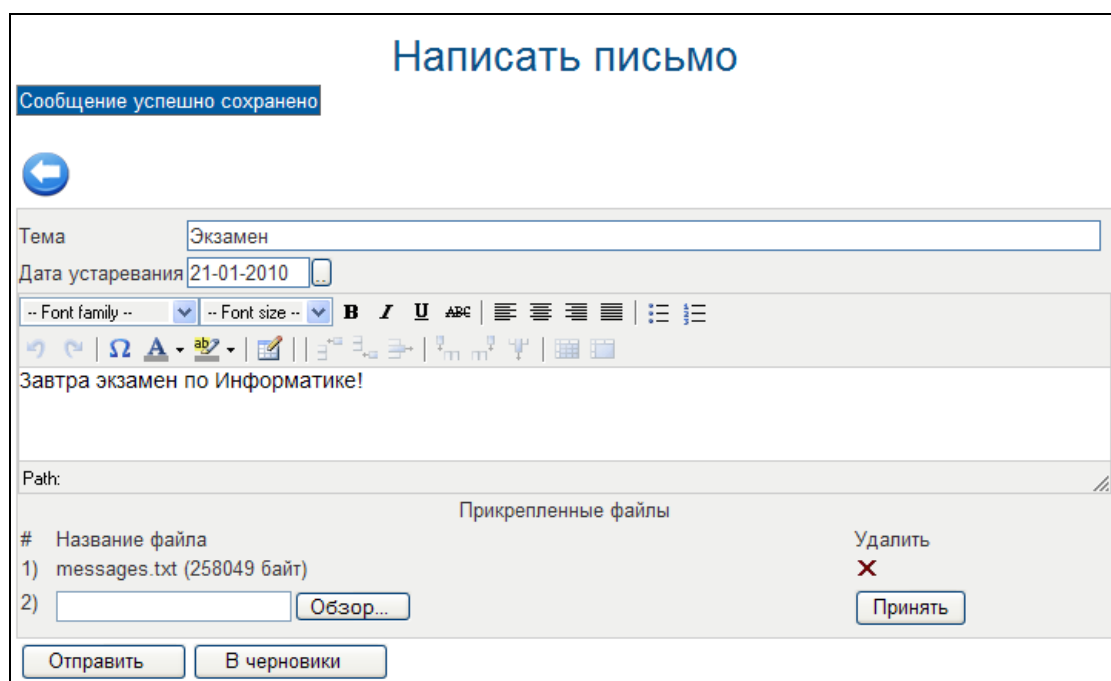 Написать письмо
Сообщение успешно сохранено
Тема Экзамен
Дата устаревания 21-01-2010 ..
-- Font family -- -- Font size -- B I U ABC
Ω A ab
Завтра экзамен по Информатике!
Path:
Прикрепленные файлы
# Название файла Удалить
1) messages.txt (258049 байт) X
2) Обзор... Принять
Отправить В черновики